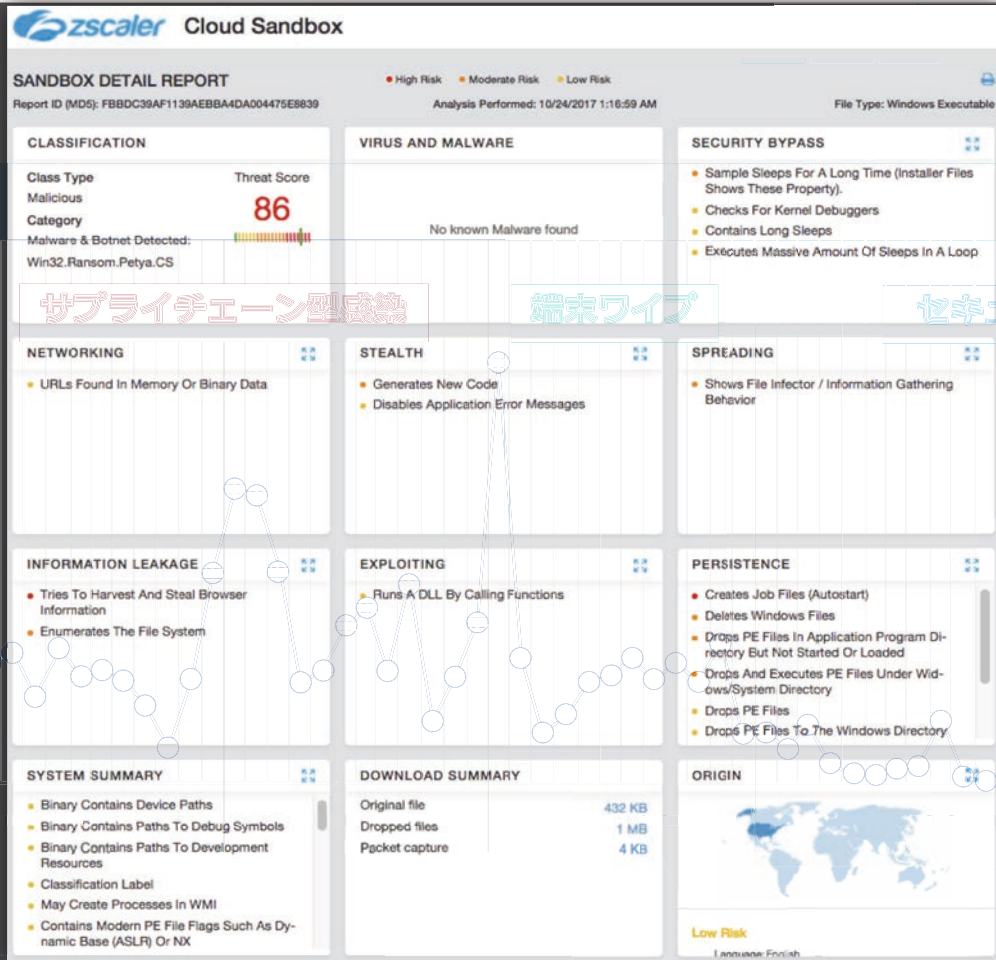 zscaler Cloud Sandbox
SANDBOX DETAIL REPORT
High Risk Moderate Risk Low Risk
Report ID (MD5): FBBDC39AF1139AEBBA4DA004475E8839
Analysis Performed: 10/24/2017 1:16:59 AM
File Type: Windows Executable
CLASSIFICATION
Class Type
Threat Score
Malicious
86
Category
Malware & Botnet Detected:
Win32.Ransom.Petya.CS
VIRUS AND MALWARE
No known Malware found
SECURITY BYPASS
Sample Sleeps For A Long Time (Installer Files
Shows These Property).
Checks For Kernel Debuggers
Contains Long Sleeps
Executes Massive Amount Of Sleeps In A Loop
サプライチェーン型感染
端末ワイプ
セキュ
NETWORKING
URLs Found In Memory Or Binary Data
STEALTH
Generates New Code
Disables Application Error Messages
SPREADING
Shows File Infector / Information Gathering
Behavior
INFORMATION LEAKAGE
Tries To Harvest And Steal Browser
Information
Enumerates The File System
EXPLOITING
Runs A DLL By Calling Functions
PERSISTENCE
Creates Job Files (Autostart)
Deletes Windows Files
Drops PE Files In Application Program Di-
rectory But Not Started Or Loaded
Drops And Executes PE Files Under Wid-
ows/System Directory
Drops PE Files
Drops PE Files To The Windows Directory
SYSTEM SUMMARY
Binary Contains Device Paths
Binary Contains Paths To Debug Symbols
Binary Contains Paths To Development
Resources
Classification Label
May Create Processes In WMI
Contains Modern PE File Flags Such As Dy-
namic Base (ASLR) Or NX
DOWNLOAD SUMMARY
Original file 432 KB
Dropped files 1 MB
Packet capture 4 KB
ORIGIN
Low Risk
Language: English